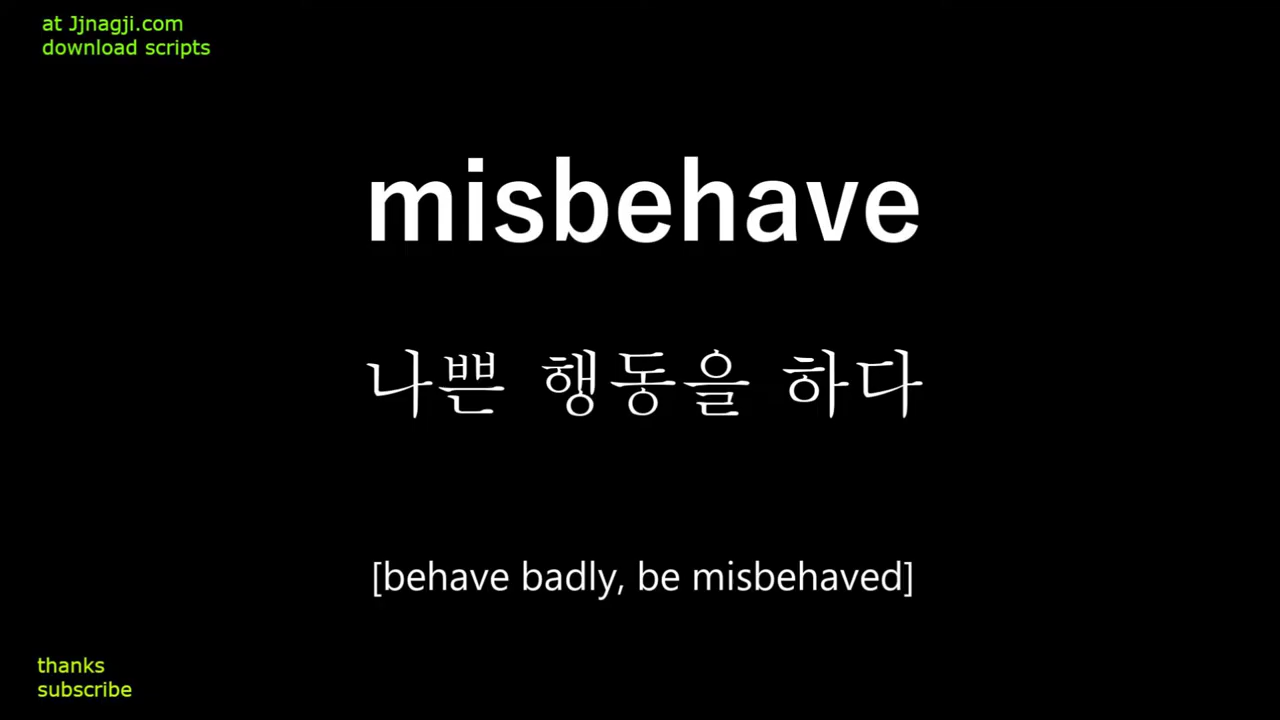 at Jjnagji.com
download scripts
misbehave
나쁜 행동을 하다
[behave badly, be misbehaved]
thanks
subscribe